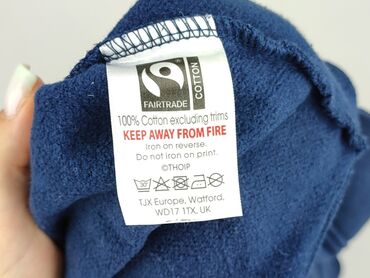 FAIRTRADE
COTTON
100% Cotton excluding trims
KEEP AWAY FROM FIRE
Iron on reverse.
Do not iron on print.
©THOIP
TJX Europe, Watford,
WD17 1TX, UK